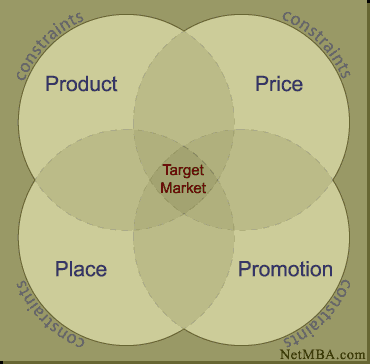 constraints
constraints
Product
Price
Target
Market
Place
Promotion
constraints
constraints
NetMBA.com